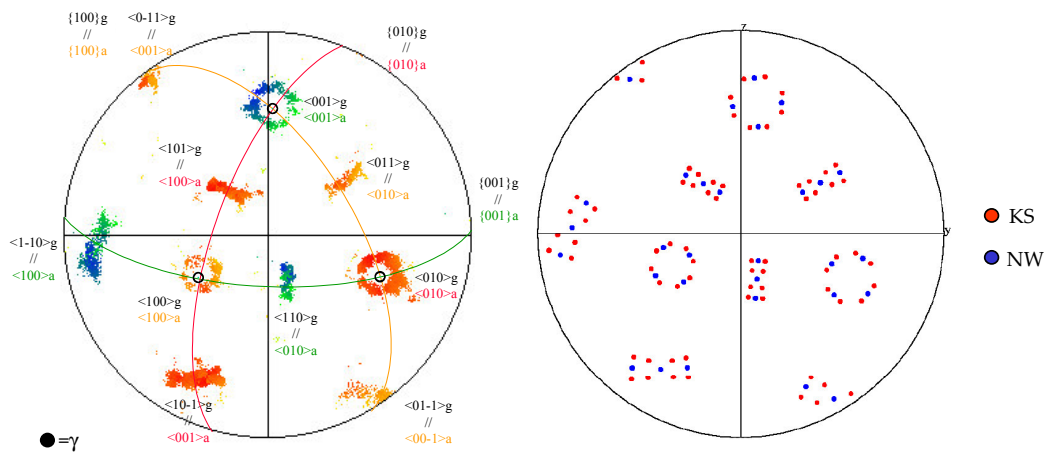 {100}g
//
{100}a
<0-11>g
//
<001>a
{010}g
//
{010}a
<001>g
//
<001>a
<101>g
//
<100>a
<011>g
//
<010>a
{001}g
//
{001}a
<1-10>g
//
<100>a
<100>g
//
<100>a
<110>g
//
<010>a
<010>g
//
<010>a
<10-1>g
//
<001>a
<01-1>g
//
<00-1>a
=γ
z
y
KS
NW